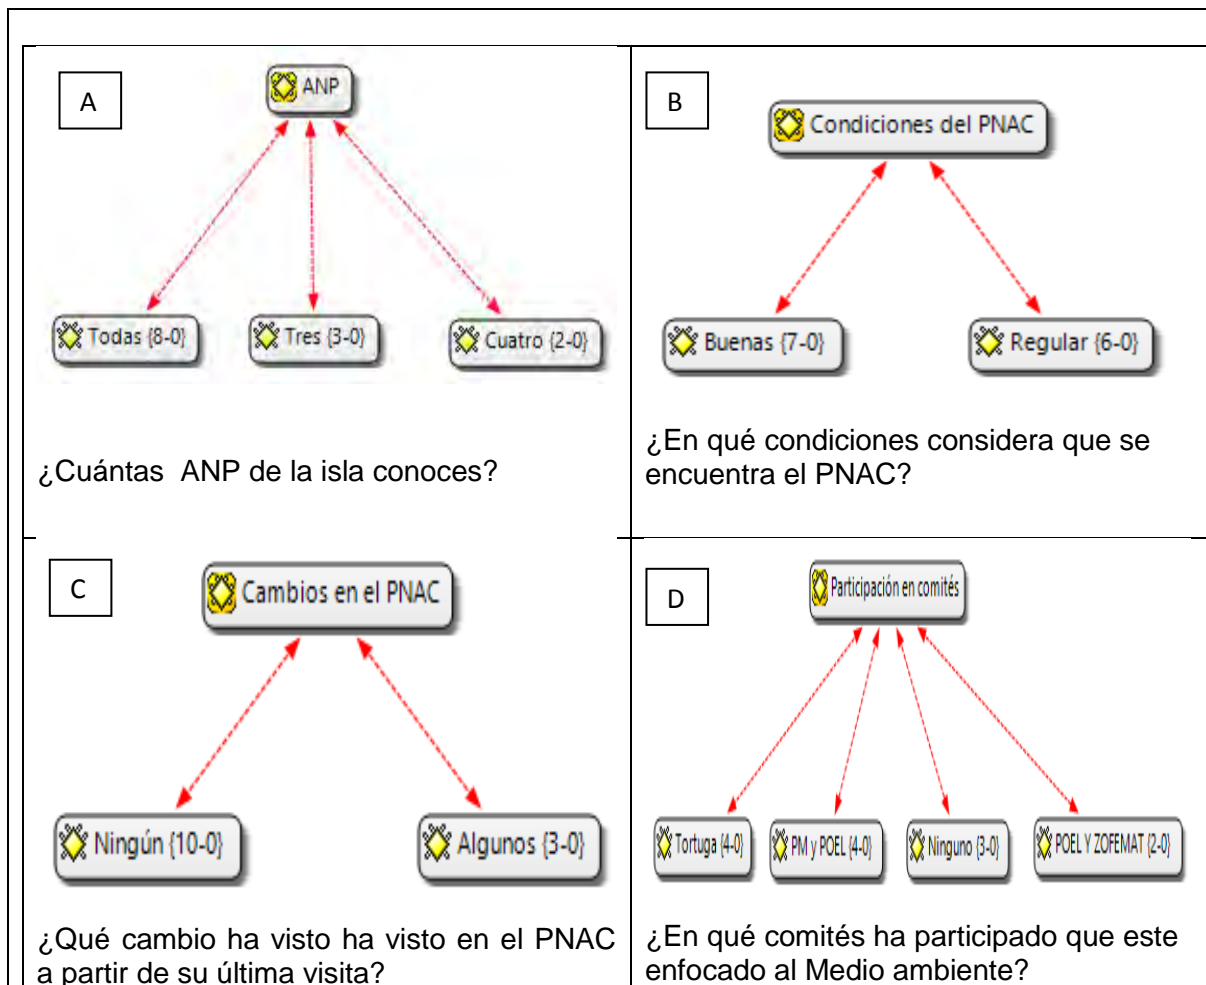 A
ANP
Todas {8-0}
Tres {3-0}
Cuatro {2-0}
¿Cuántas ANP de la isla conoces?
B
Condiciones del PNAC
Buenas {7-0}
Regular {6-0}
¿En qué condiciones considera que se
encuentra el PNAC?
C
Cambios en el PNAC
Ningún {10-0}
Algunos {3-0}
¿Qué cambio ha visto ha visto en el PNAC
a partir de su última visita?
D
Participación en comités
Tortuga {4-0}
PM y POEL {4-0}
Ninguno {3-0}
POEL Y ZOFEMAT {2-0}
¿En qué comités ha participado que este
enfocado al Medio ambiente?